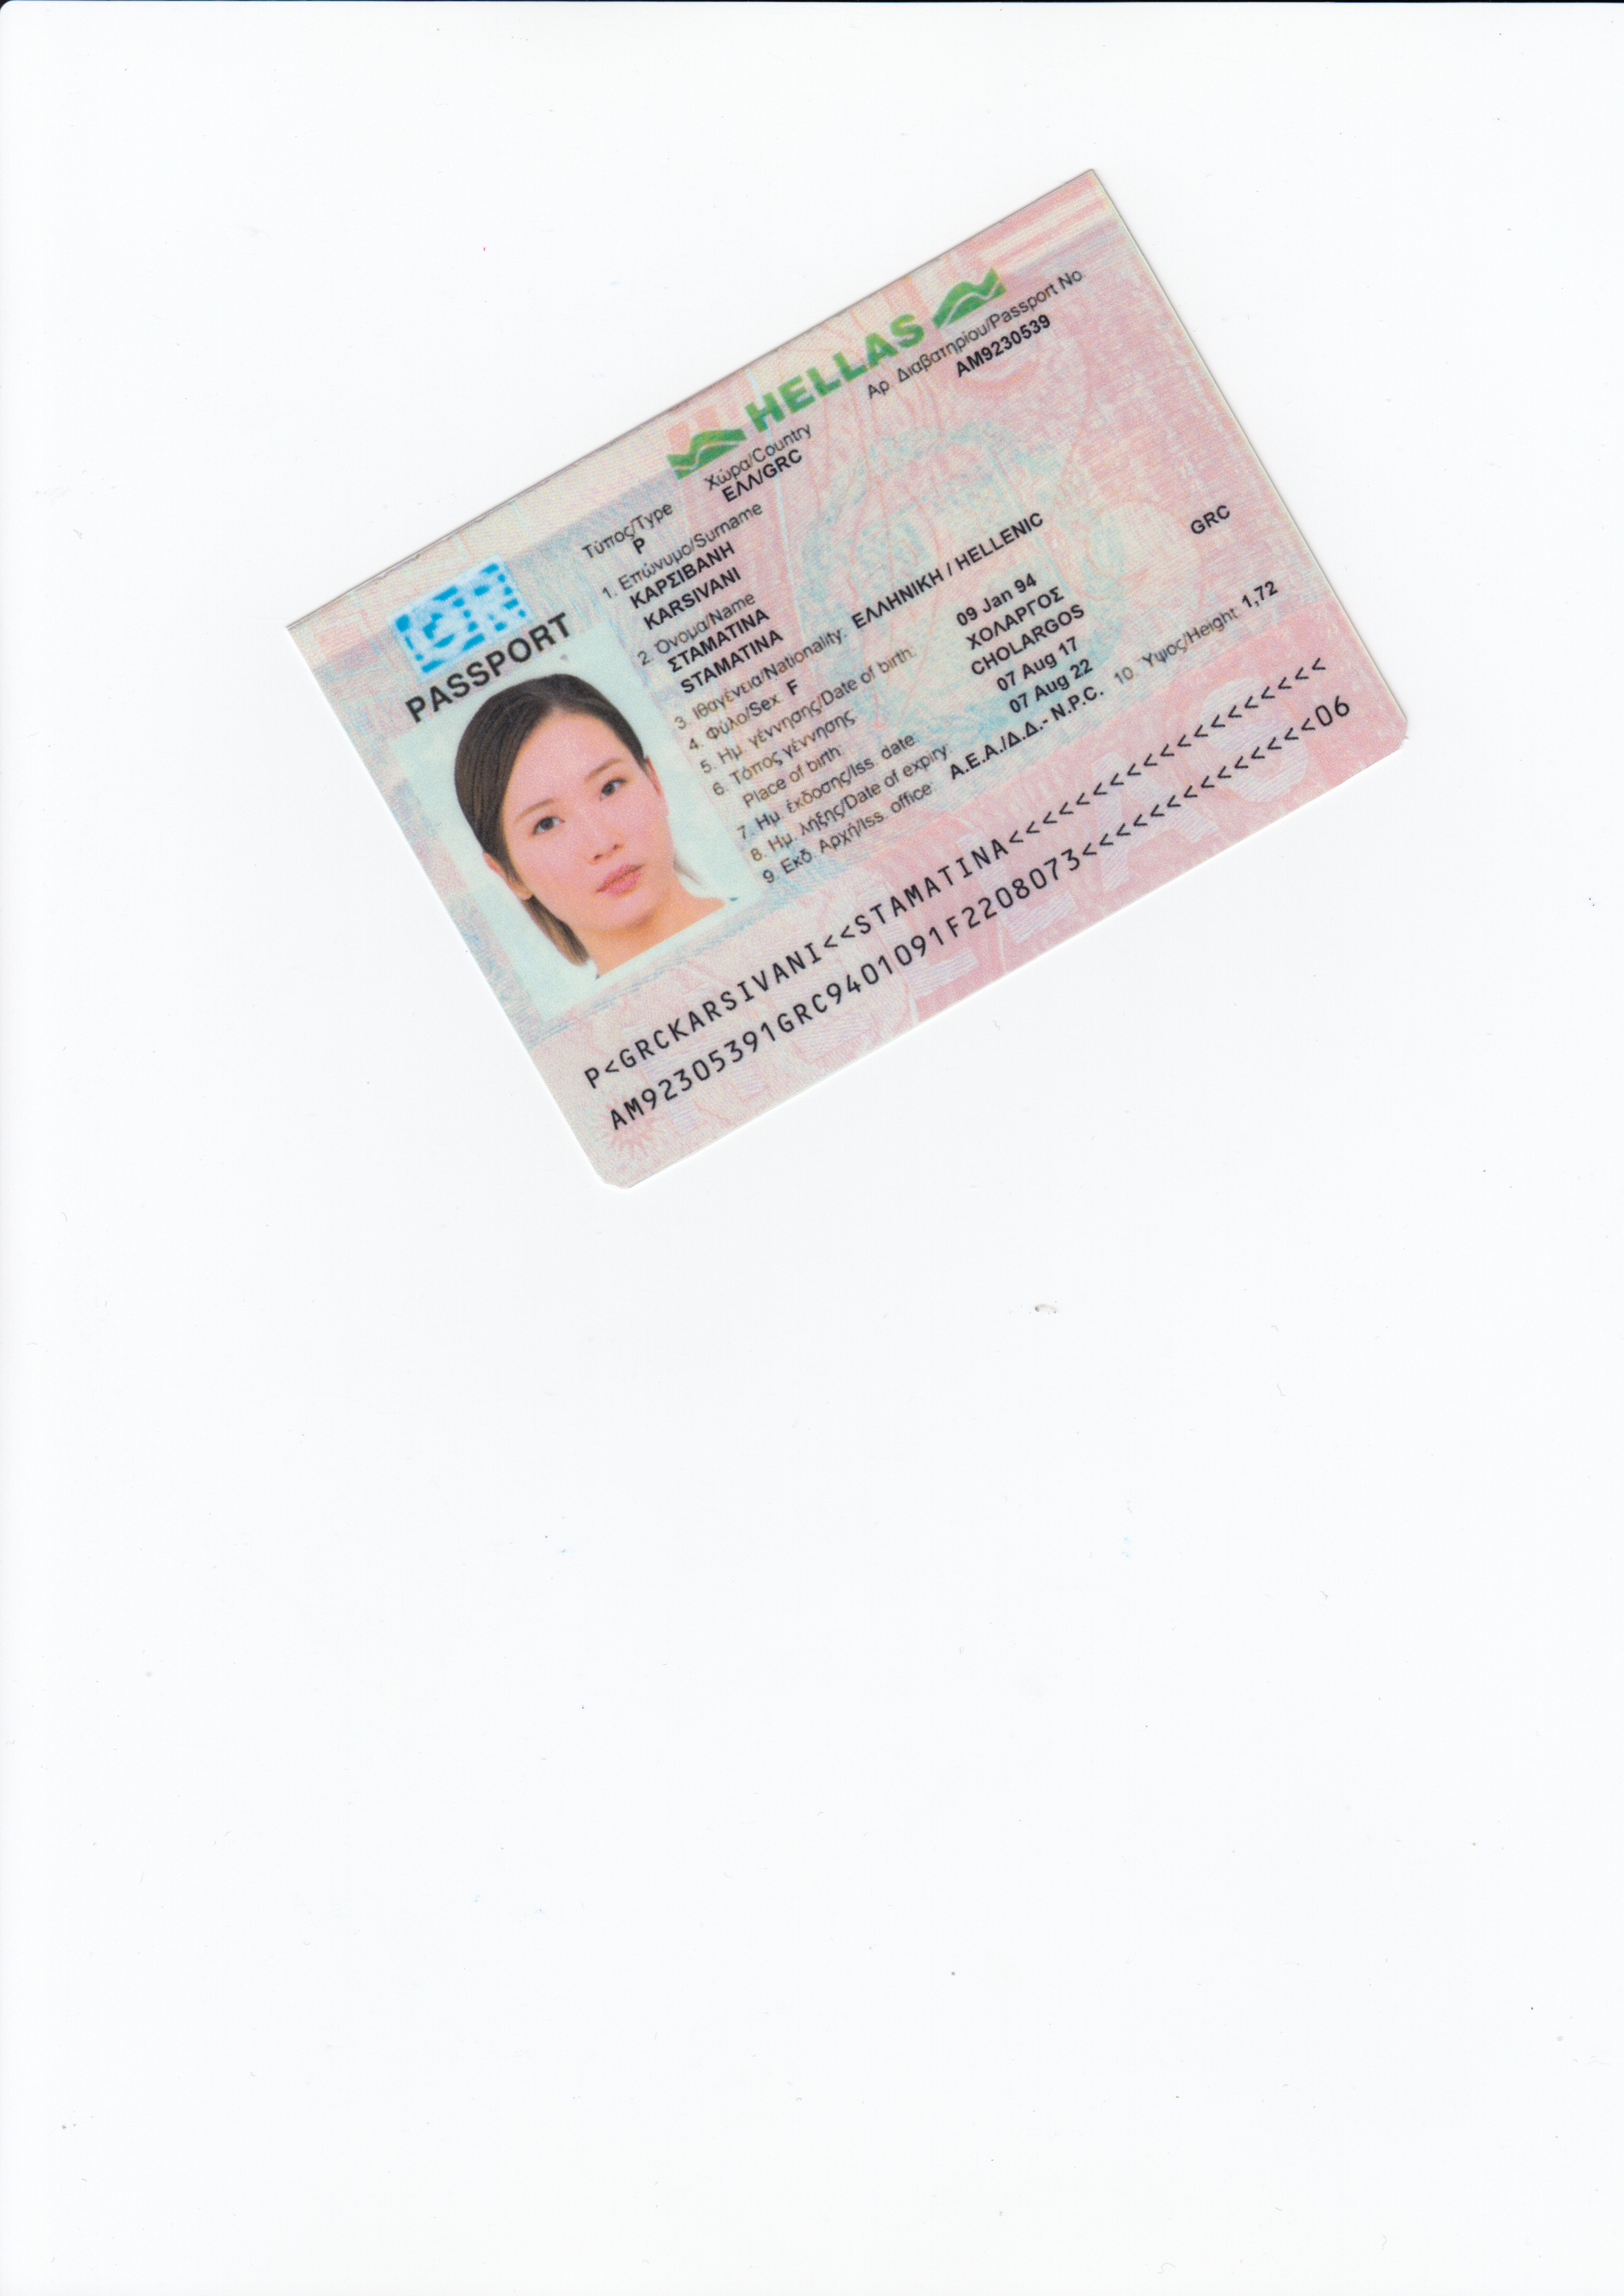 HELLAS
PASSPORT
Τύπος/Type
P
Χώρα/Country
ΕΛΛ/GRC
Αρ. Διαβατηρίου/Passport No
AM9230539
1. Επώνυμο/Surname
ΚΑΡΣΙΒΑΝΗ
KARSIVANI
2. Όνομα/Name
ΣΤΑΜΑΤΙΝΑ
STAMATINA
3. Ιθαγένεια/Nationality: ΕΛΛΗΝΙΚΗ / HELLENIC GRC
4. Φύλο/Sex: F
5. Ημ. γέννησης/Date of birth: 09 Jan 94
6. Τόπος γέννησης ΧΟΛΑΡΓΟΣ
Place of birth: CHOLARGOS
7. Ημ. έκδοσης/Iss. date: 07 Aug 17
8. Ημ. λήξης/Date of expiry: 07 Aug 22
9. Εκδ. Αρχή/Iss. office: Α.Ε.Α./Δ.Δ.- N.P.C. 10. Υψος/Height: 1,72
P<GRCKARSIVANI<<STAMATINA<<<<<<<<<<<<<<<<<<<
AM92305391GRC9401091F2208073<<<<<<<<<<<<<<06